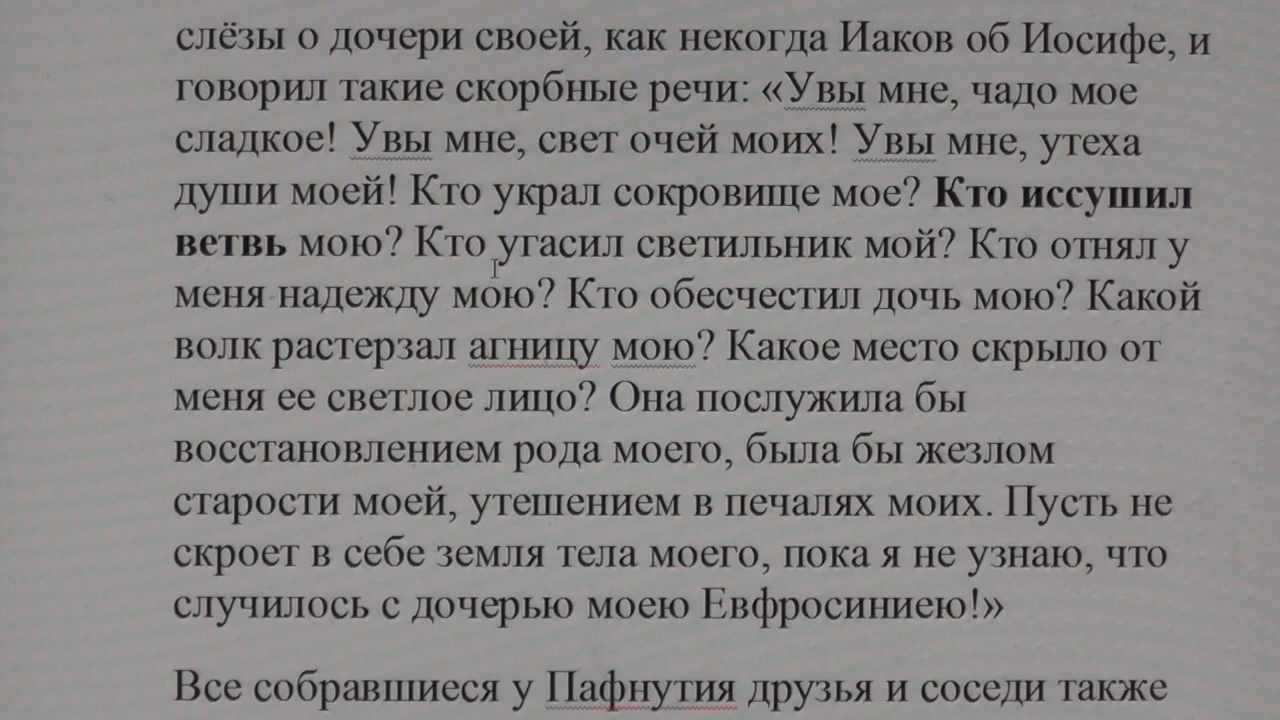 слёзы о дочери своей, как некогда Иаков об Иосифе, и
говорил такие скорбные речи: «Увы мне, чадо мое
сладкое! Увы мне, свет очей моих! Увы мне, утеха
души моей! Кто украл сокровище мое? Кто иссушил
ветвь мою? Кто угасил светильник мой? Кто отнял у
меня надежду мою? Кто обесчестил дочь мою? Какой
волк растерзал агницу мою? Какое место скрыло от
меня ее светлое лицо? Она послужила бы
восстановлением рода моего, была бы жезлом
старости моей, утешением в печалях моих. Пусть не
скроет в себе земля тела моего, пока я не узнаю, что
случилось с дочерью моею Евфросиниею!»
Все собравшиеся у Пафнутия друзья и соседи также